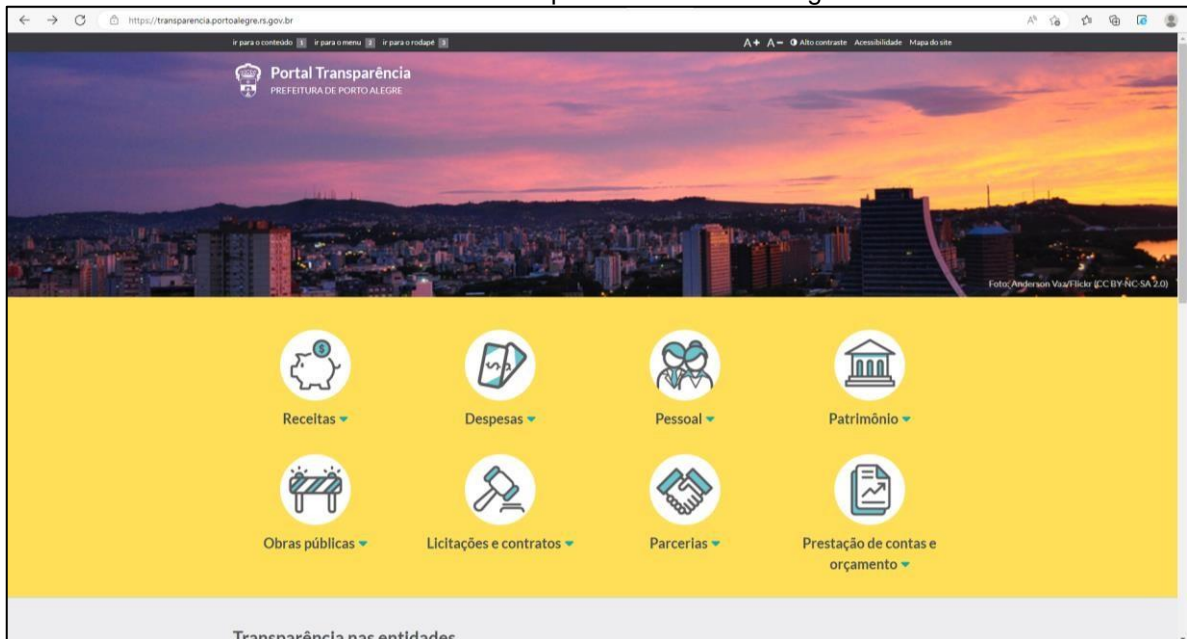 https://transparencia.portoalegre.rs.gov.br
ir para o conteúdo 1 ir para o menu 2 ir para o rodapé 3
A+ A- Alto contraste Acessibilidade Mapa do site
Portal Transparência
PREFEITURA DE PORTO ALEGRE
Foto: Anderson Vaz/Flickr (CC BY-NC-SA 2.0)
Receitas
Despesas
Pessoal
Patrimônio
Obras públicas
Licitações e contratos
Parcerias
Prestação de contas e
orçamento
Transparência nas entidades